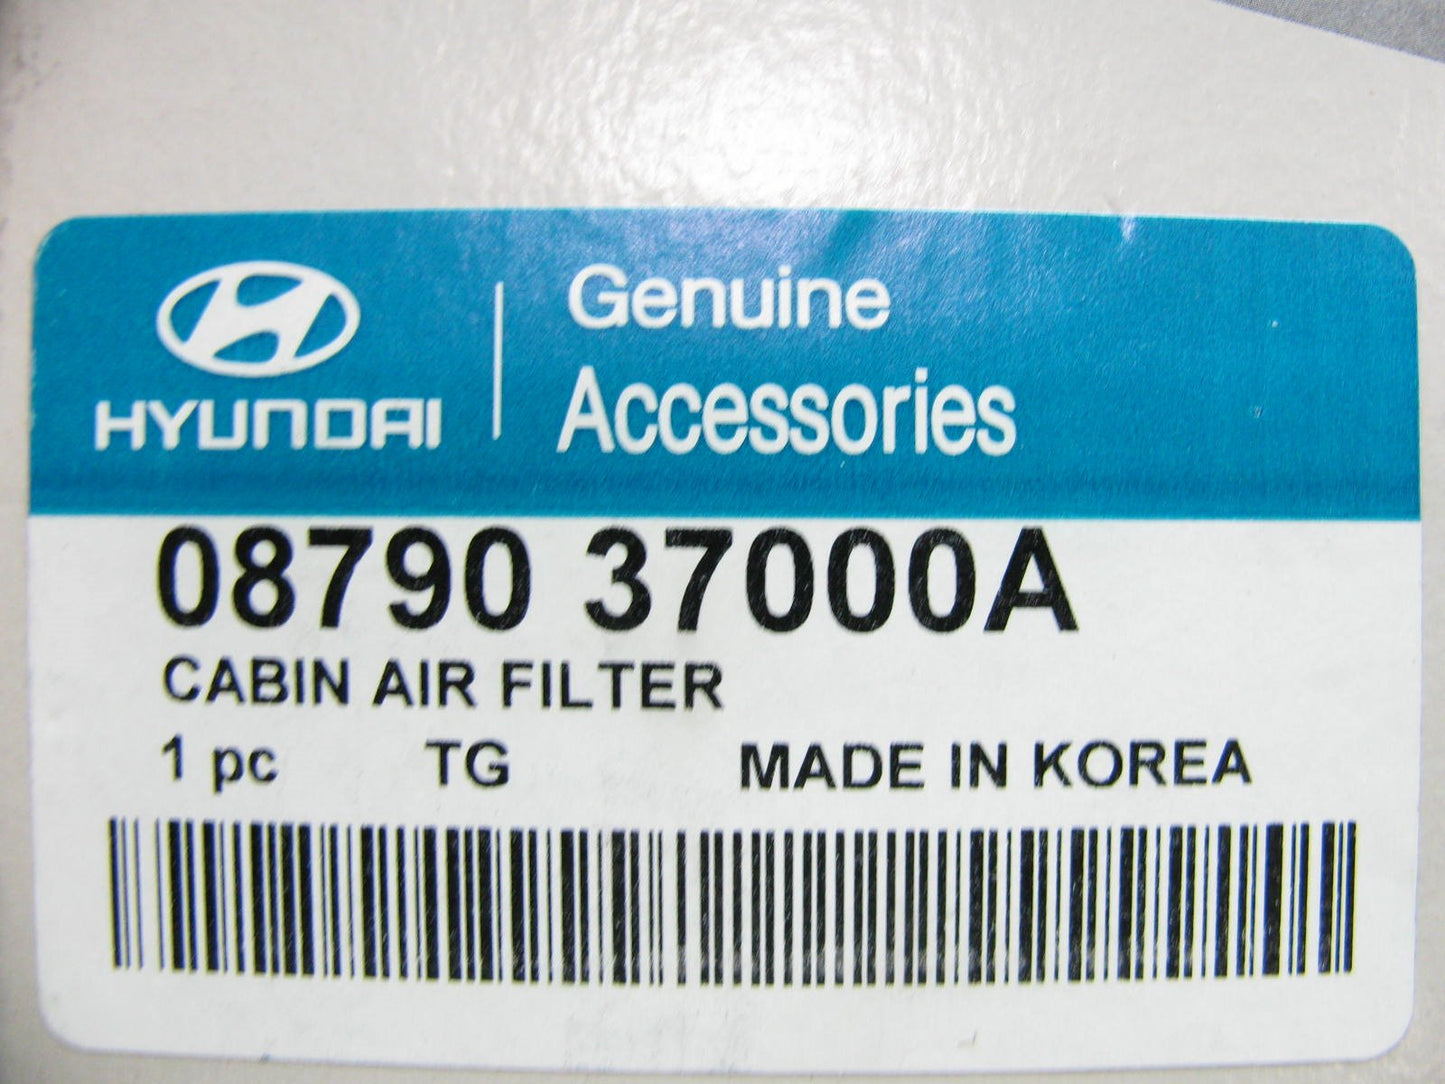 HYUNDAI
Genuine
Accessories
08790 37000A
CABIN AIR FILTER
1 pc TG MADE IN KOREA